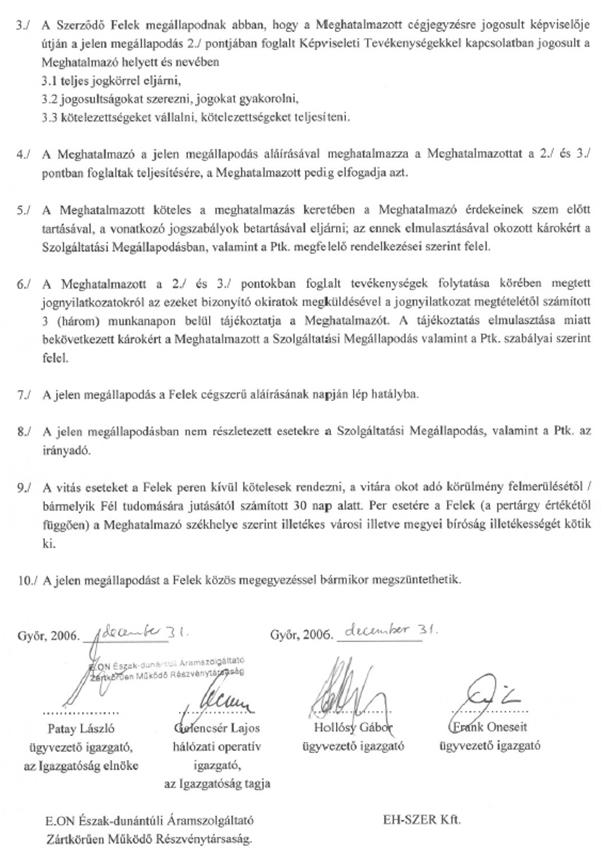 3./ A Szerződő Felek megállapodnak abban, hogy a Meghatalmazott cégjegyzésre jogosult képviselője
útján a jelen megállapodás 2./ pontjában foglalt Képviseleti Tevékenységekkel kapcsolatban jogosult a
Meghatalmazó helyett és nevében
3.1 teljes jogkörrel eljárni,
3.2 jogosultságokat szerezni, jogokat gyakorolni,
3.3 kötelezettségeket vállalni, kötelezettségeket teljesíteni.
4./ A Meghatalmazó a jelen megállapodás aláírásával meghatalmazza a Meghatalmazottat a 2./ és 3./
pontban foglaltak teljesítésére, a Meghatalmazott pedig elfogadja azt.
5./ A Meghatalmazott köteles a meghatalmazás keretében a Meghatalmazó érdekeinek szem előtt
tartásával, a vonatkozó jogszabályok betartásával eljárni; az ennek elmulasztásával okozott károkért a
Szolgáltatási Megállapodásban, valamint a Ptk. megfelelő rendelkezései szerint felel.
6./ A Meghatalmazott a 2./ és 3./ pontokban foglalt tevékenységek folytatása körében megtett
jognyilatkozatokról az ezeket bizonyító okiratok megküldésével a jognyilatkozat megtételétől számított
3 (három) munkanapon belül tájékoztatja a Meghatalmazót. A tájékoztatás elmulasztása miatt
bekövetkezett károkért a Meghatalmazott a Szolgáltatási Megállapodás valamint a Ptk. szabályai szerint
felel.
7./ A jelen megállapodás a Felek cégszerű aláírásának napján lép hatályba.
8./ A jelen megállapodásban nem részletezett esetekre a Szolgáltatási Megállapodás, valamint a Ptk. az
irányadó.
9./ A vitás eseteket a Felek peren kívül kötelesek rendezni, a vitára okot adó körülmény felmerülésétől /
bármelyik Fél tudomására jutásától számított 30 nap alatt. Per esetére a Felek (a pertárgy értékétől
függően) a Meghatalmazó székhelye szerint illetékes városi illetve megyei bíróság illetékességét kötik
ki.
10./ A jelen megállapodást a Felek közös megegyezéssel bármikor megszüntethetik.
Győr, 2006. december 31. Győr, 2006. december 31.
E.ON Észak-dunántúli Áramszolgáltató
Zártkörűen Működő Részvénytársaság
Patay László Gelencsér Lajos Hollósy Gábor Frank Oneseit
ügyvezető igazgató, hálózati operatív ügyvezető igazgató ügyvezető igazgató
az Igazgatóság elnöke igazgató,
az Igazgatóság tagja
E.ON Észak-dunántúli Áramszolgáltató EH-SZER Kft.
Zártkörűen Működő Részvénytársaság.